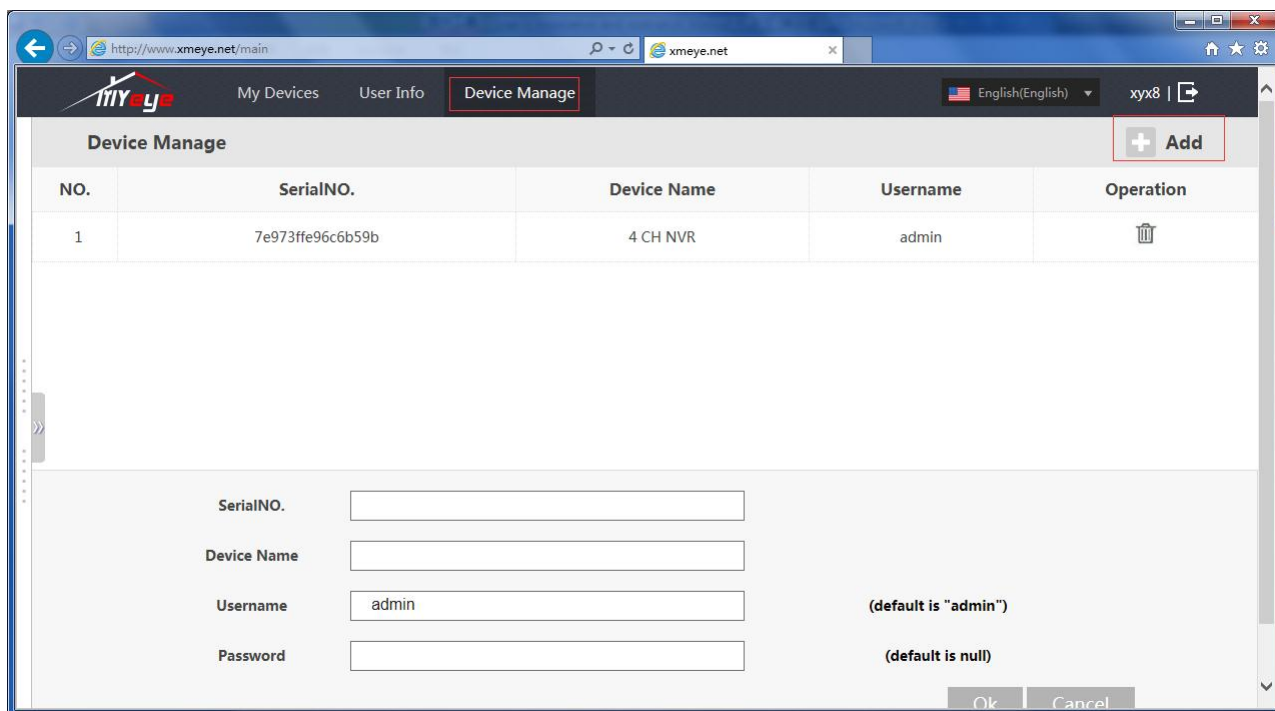 http://www.xmeye.net/main
xmeye.net
MYeye
My Devices
User Info
Device Manage
English(English)
xyx8 |
Device Manage
Add
NO.
SerialNO.
Device Name
Username
Operation
1
7e973ffe96c6b59b
4 CH NVR
admin
SerialNO.
Device Name
Username
admin
(default is "admin")
Password
(default is null)
Ok
Cancel